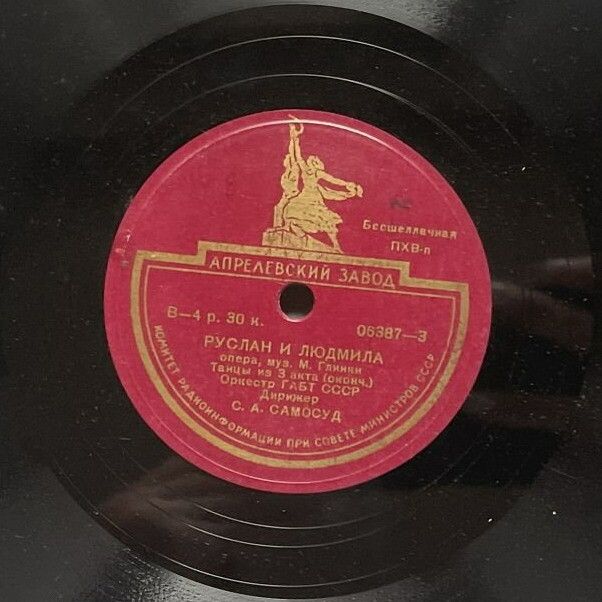 Бесшеллачная
ПХВ-п
АПРЕЛЕВСКИЙ ЗАВОД
В—4 р. 30 к.
06387—3
РУСЛАН И ЛЮДМИЛА
опера, муз. М. Глинки
Танцы из 3 акта (оконч.)
Оркестр ГАБТ СССР
Дирижер
С. А. САМОСУД
КОМИТЕТ РАДИОИНФОРМАЦИИ ПРИ СОВЕТЕ МИНИСТРОВ СССР